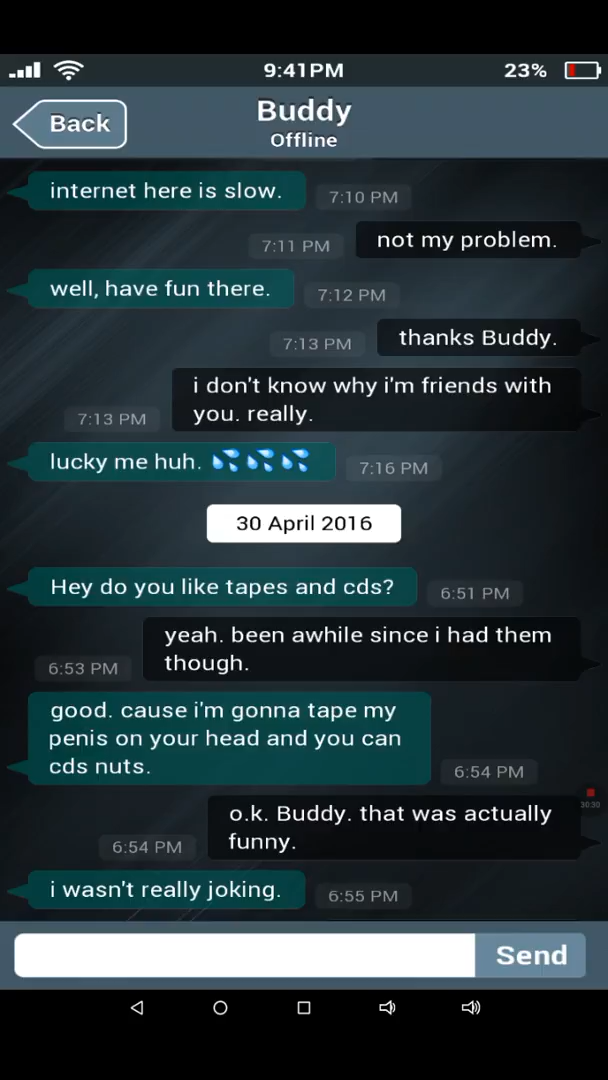 9:41PM
23%
Back
Buddy
Offline
internet here is slow.
7:10 PM
not my problem.
7:11 PM
well, have fun there.
7:12 PM
thanks Buddy.
7:13 PM
i don't know why i'm friends with
you. really.
7:13 PM
lucky me huh. 💦💦💦
7:16 PM
30 April 2016
Hey do you like tapes and cds?
6:51 PM
yeah. been awhile since i had them
though.
6:53 PM
good. cause i'm gonna tape my
penis on your head and you can
cds nuts.
6:54 PM
30:30
o.k. Buddy. that was actually
funny.
6:54 PM
i wasn't really joking.
6:55 PM
Send